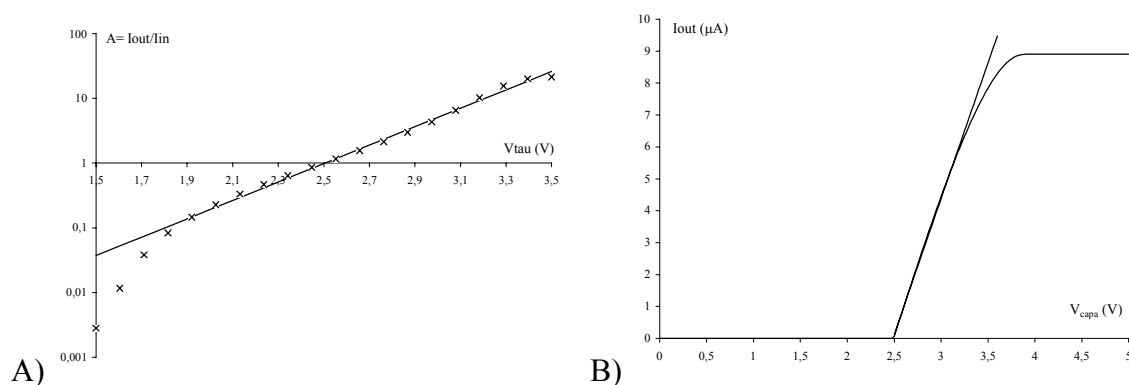 A= Iout/Iin
100
10
1
Vtau (V)
1,5 1,7 1,9 2,1 2,3 2,5 2,7 2,9 3,1 3,3 3,5
0,1
0,01
0,001
A)
Iout (µA)
10
9
8
7
6
5
4
3
2
1
V_capa (V)
0
0 0,5 1 1,5 2 2,5 3 3,5 4 4,5 5
B)